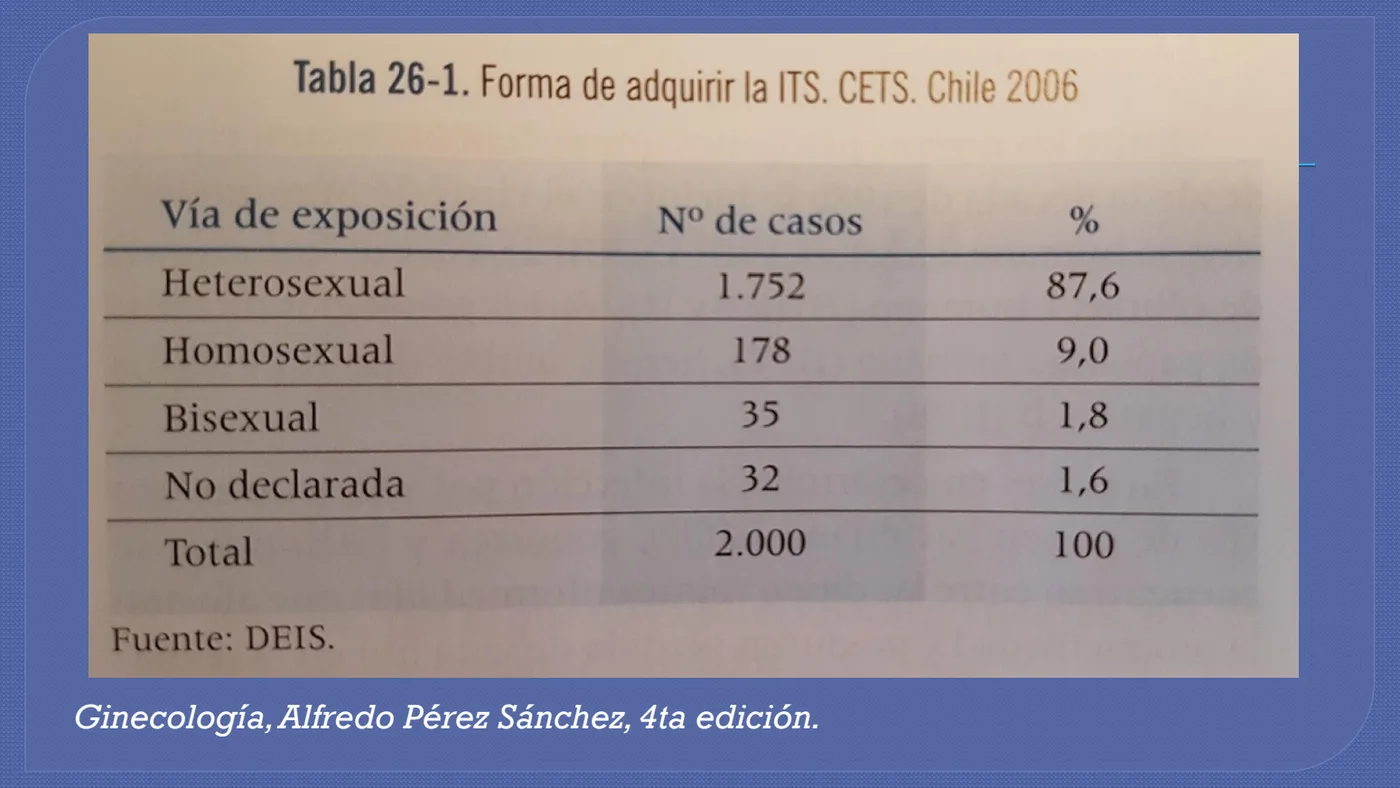 Tabla 26-1. Forma de adquirir la ITS. CETS. Chile 2006
Vía de exposición Nº de casos %
Heterosexual 1.752 87,6
Homosexual 178 9,0
Bisexual 35 1,8
No declarada 32 1,6
Total 2.000 100
Fuente: DEIS.
Ginecología, Alfredo Pérez Sánchez, 4ta edición.